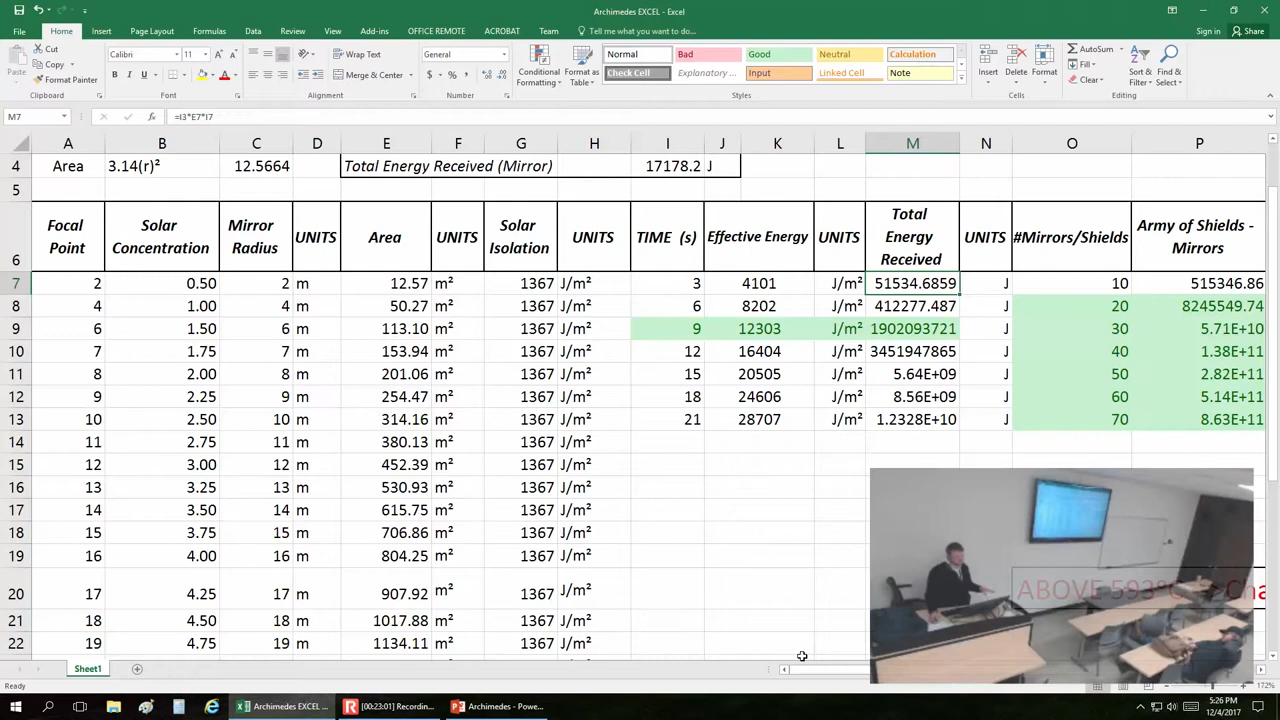 Archimedes EXCEL - Excel
Sign in
Share
File Home Insert Page Layout Formulas Data Review View Add-ins OFFICE REMOTE ACROBAT Team Tell me what you want to do...
Paste
Cut
Copy
Format Painter
Calibri 11
B I U
Wrap Text
Merge & Center
General
$ % ,
Conditional Formatting
Format as Table
Normal Bad Good Neutral Calculation
Check Cell Explanatory ... Input Linked Cell Note
Insert Delete Format
AutoSum
Fill
Clear
Sort & Filter
Find & Select
Clipboard Font Alignment Number Styles Cells Editing
M7 fx =I3*E7*I7
A B C D E F G H I J K L M N O P
4 Area 3.14(r)² 12.5664 Total Energy Received (Mirror) 17178.2 J
5
6 Focal Point Solar Concentration Mirror Radius UNITS Area UNITS Solar Isolation UNITS TIME (s) Effective Energy UNITS Total Energy Received UNITS #Mirrors/Shields Army of Shields - Mirrors
7 2 0.50 2 m 12.57 m² 1367 J/m² 3 4101 J/m² 51534.6859 J 10 515346.86
8 4 1.00 4 m 50.27 m² 1367 J/m² 6 8202 J/m² 412277.487 J 20 8245549.74
9 6 1.50 6 m 113.10 m² 1367 J/m² 9 12303 J/m² 1902093721 J 30 5.71E+10
10 7 1.75 7 m 153.94 m² 1367 J/m² 12 16404 J/m² 3451947865 J 40 1.38E+11
11 8 2.00 8 m 201.06 m² 1367 J/m² 15 20505 J/m² 5.64E+09 J 50 2.82E+11
12 9 2.25 9 m 254.47 m² 1367 J/m² 18 24606 J/m² 8.56E+09 J 60 5.14E+11
13 10 2.50 10 m 314.16 m² 1367 J/m² 21 28707 J/m² 1.2328E+10 J 70 8.63E+11
14 11 2.75 11 m 380.13 m² 1367 J/m²
15 12 3.00 12 m 452.39 m² 1367 J/m²
16 13 3.25 13 m 530.93 m² 1367 J/m²
17 14 3.50 14 m 615.75 m² 1367 J/m²
18 15 3.75 15 m 706.86 m² 1367 J/m²
19 16 4.00 16 m 804.25 m² 1367 J/m²
20 17 4.25 17 m 907.92 m² 1367 J/m² ABOVE 593°C
21 18 4.50 18 m 1017.88 m² 1367 J/m²
22 19 4.75 19 m 1134.11 m² 1367 J/m²
Sheet1
Ready
172%
Archimedes EXCEL ...
[00:23:01] Recordin...
Archimedes - Powe...
5:26 PM
12/4/2017